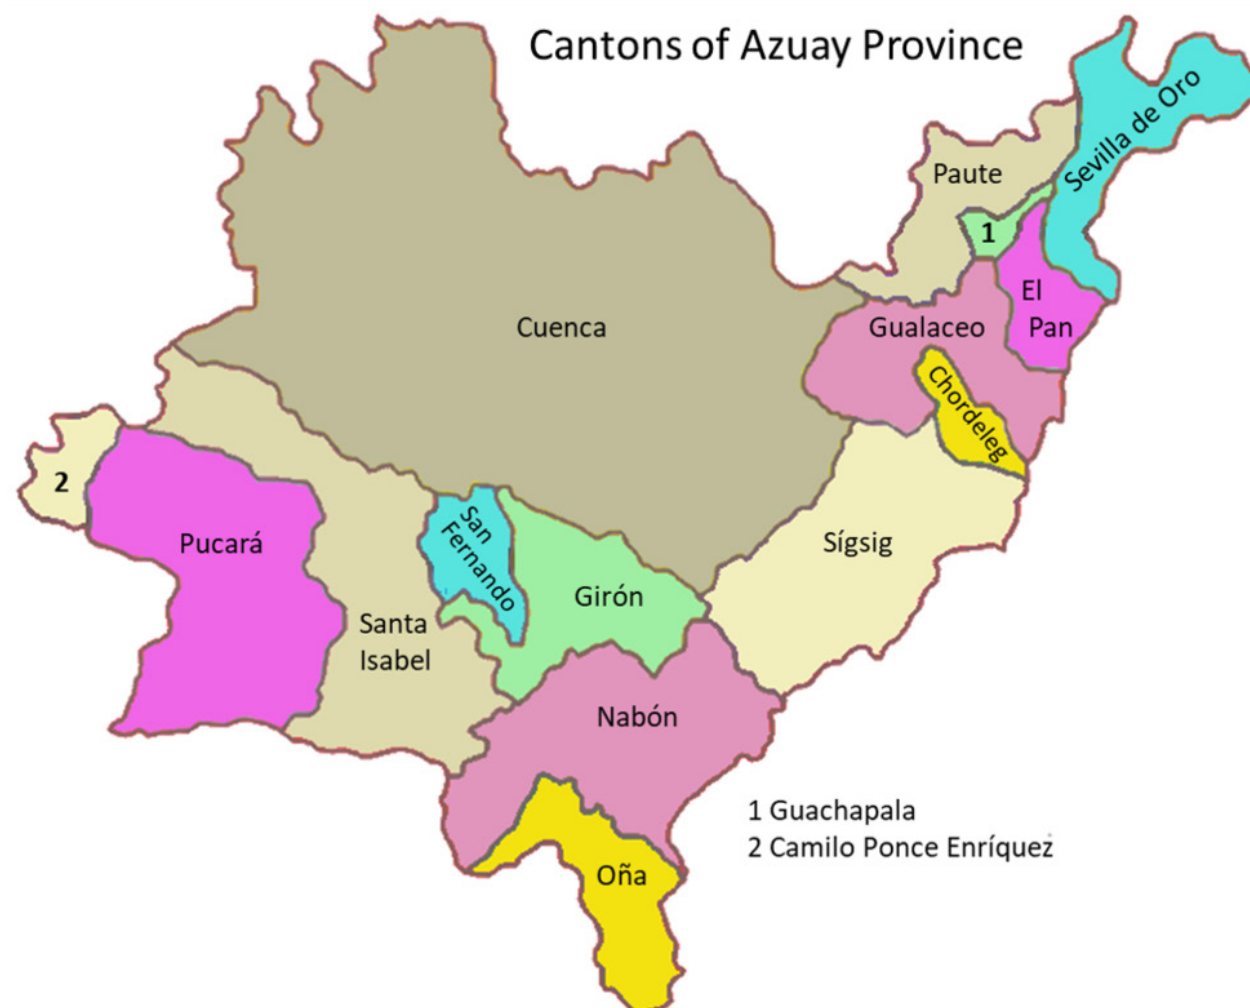 Cantons of Azuay Province
Sevilla de Oro
Paute
1
El
Pan
Cuenca
Gualaceo
Chordeleg
2
Pucará
San
Fernando
Sígsig
Girón
Santa
Isabel
Nabón
Oña
1 Guachapala
2 Camilo Ponce Enríquez